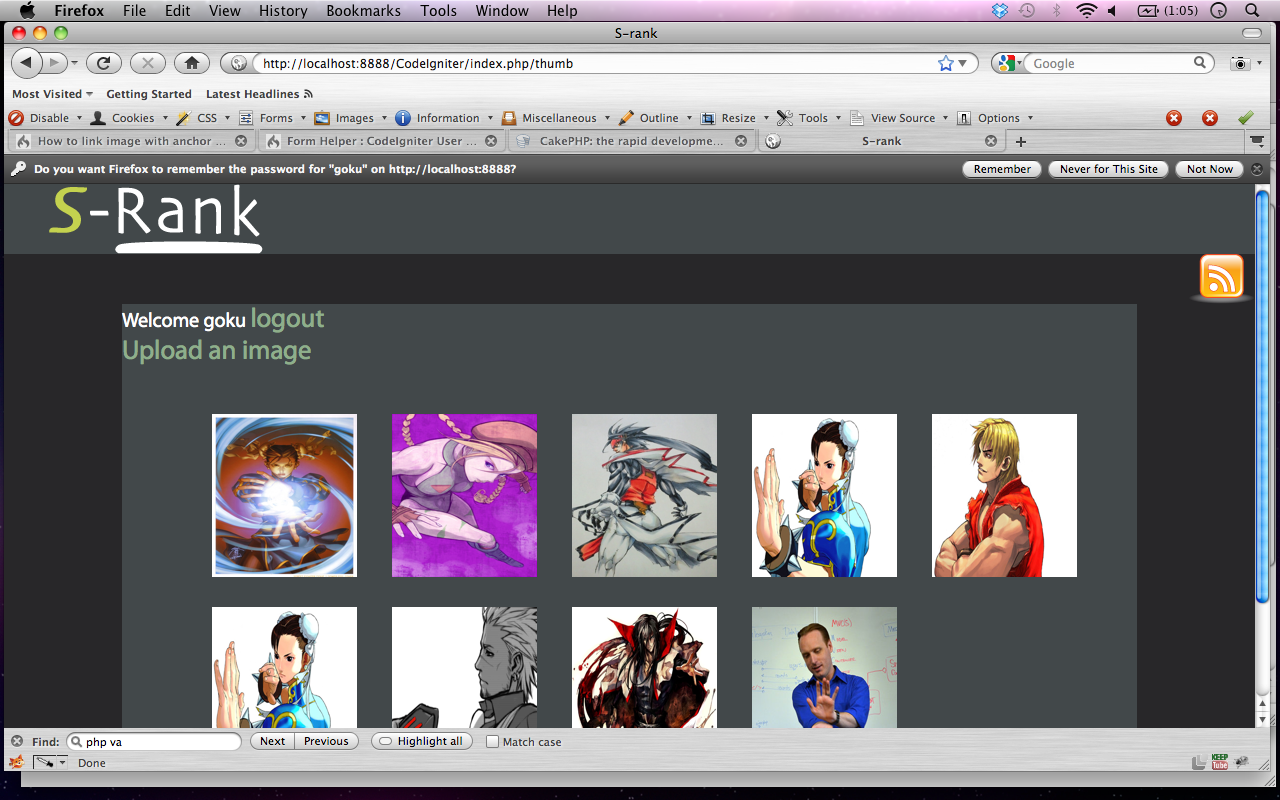 Firefox File Edit View History Bookmarks Tools Window Help (1:05)
S-rank
http://localhost:8888/CodeIgniter/index.php/thumb Google
Most Visited Getting Started Latest Headlines
Disable Cookies CSS Forms Images Information Miscellaneous Outline Resize Tools View Source Options
How to link image with anchor ... Form Helper : CodeIgniter User ... CakePHP: the rapid developme... S-rank
Do you want Firefox to remember the password for "goku" on http://localhost:8888? Remember Never for This Site Not Now
S-Rank
Welcome goku logout
Upload an image
Find: php va Next Previous Highlight all Match case
Done KEEP
Tube